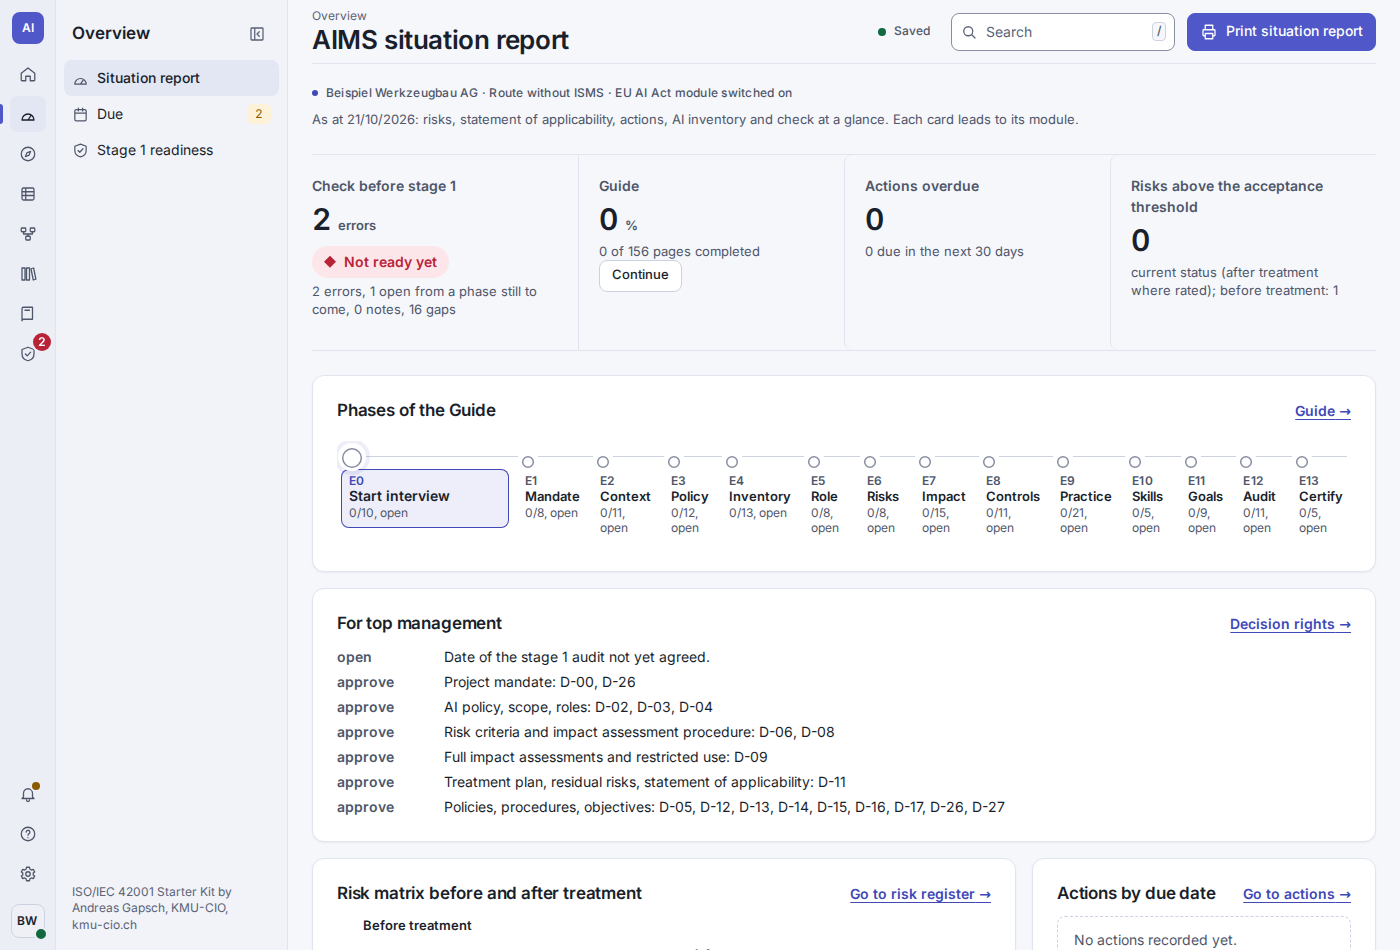 AI
Overview
Situation report
Due
2
Stage 1 readiness
2
BW
ISO/IEC 42001 Starter Kit by
Andreas Gapsch, KMU-CIO,
kmu-cio.ch
Overview
AIMS situation report
Saved
Search
/
Print situation report
Beispiel Werkzeugbau AG · Route without ISMS · EU AI Act module switched on
As at 21/10/2026: risks, statement of applicability, actions, AI inventory and check at a glance. Each card leads to its module.
Check before stage 1
2 errors
Not ready yet
2 errors, 1 open from a phase still to
come, 0 notes, 16 gaps
Guide
0 %
0 of 156 pages completed
Continue
Actions overdue
0
0 due in the next 30 days
Risks above the acceptance
threshold
0
current status (after treatment
where rated); before treatment: 1
Phases of the Guide
Guide →
E0
Start interview
0/10, open
E1
Mandate
0/8, open
E2
Context
0/11,
open
E3
Policy
0/12,
open
E4
Inventory
0/13, open
E5
Role
0/8,
open
E6
Risks
0/8,
open
E7
Impact
0/15,
open
E8
Controls
0/11,
open
E9
Practice
0/21,
open
E10
Skills
0/5,
open
E11
Goals
0/9,
open
E12
Audit
0/11,
open
E13
Certify
0/5,
open
For top management
Decision rights →
open Date of the stage 1 audit not yet agreed.
approve Project mandate: D-00, D-26
approve AI policy, scope, roles: D-02, D-03, D-04
approve Risk criteria and impact assessment procedure: D-06, D-08
approve Full impact assessments and restricted use: D-09
approve Treatment plan, residual risks, statement of applicability: D-11
approve Policies, procedures, objectives: D-05, D-12, D-13, D-14, D-15, D-16, D-17, D-26, D-27
Risk matrix before and after treatment
Go to risk register →
Before treatment
Actions by due date
Go to actions →
No actions recorded yet.